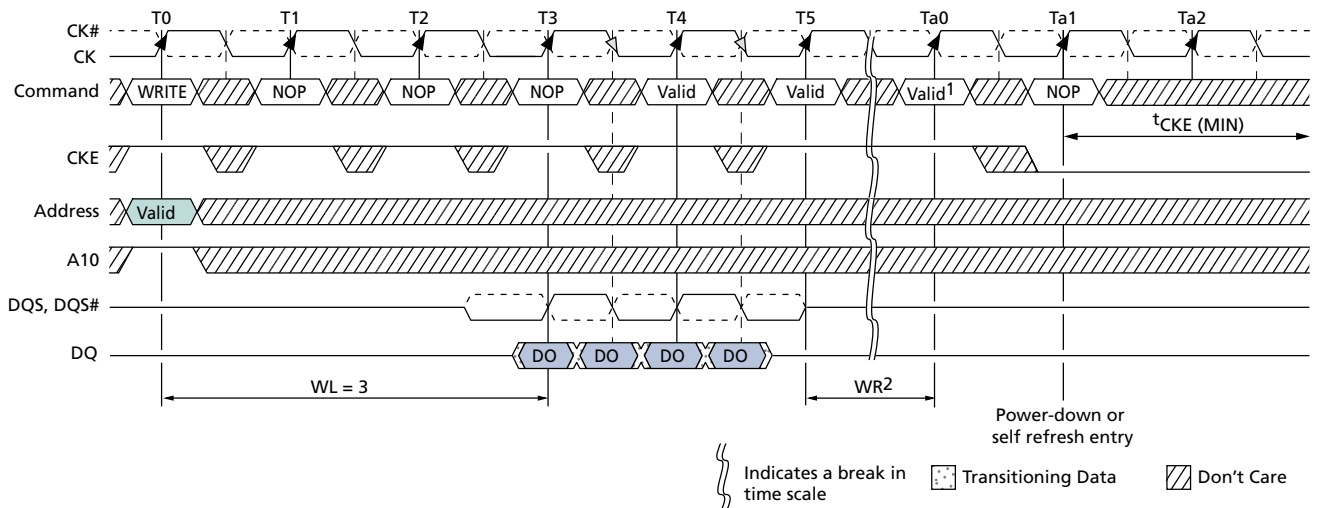 T0 T1 T2 T3 T4 T5 Ta0 Ta1 Ta2
CK#
CK
Command WRITE NOP NOP NOP Valid Valid Valid1 NOP
tCKE (MIN)
CKE
Address Valid
A10
DQS, DQS#
DQ DO DO DO DO
WL = 3 WR2
Power-down or
self refresh entry
Indicates a break in
time scale
Transitioning Data
Don't Care